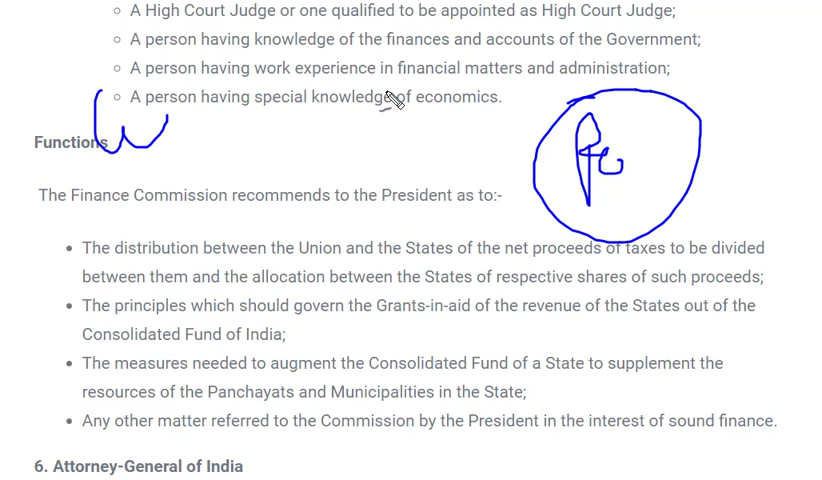 A High Court Judge or one qualified to be appointed as High Court Judge;
A person having knowledge of the finances and accounts of the Government;
A person having work experience in financial matters and administration;
A person having special knowledge of economics.
Functions
The Finance Commission recommends to the President as to:-
The distribution between the Union and the States of the net proceeds of taxes to be divided
between them and the allocation between the States of respective shares of such proceeds;
The principles which should govern the Grants-in-aid of the revenue of the States out of the
Consolidated Fund of India;
The measures needed to augment the Consolidated Fund of a State to supplement the
resources of the Panchayats and Municipalities in the State;
Any other matter referred to the Commission by the President in the interest of sound finance.
6. Attorney-General of India